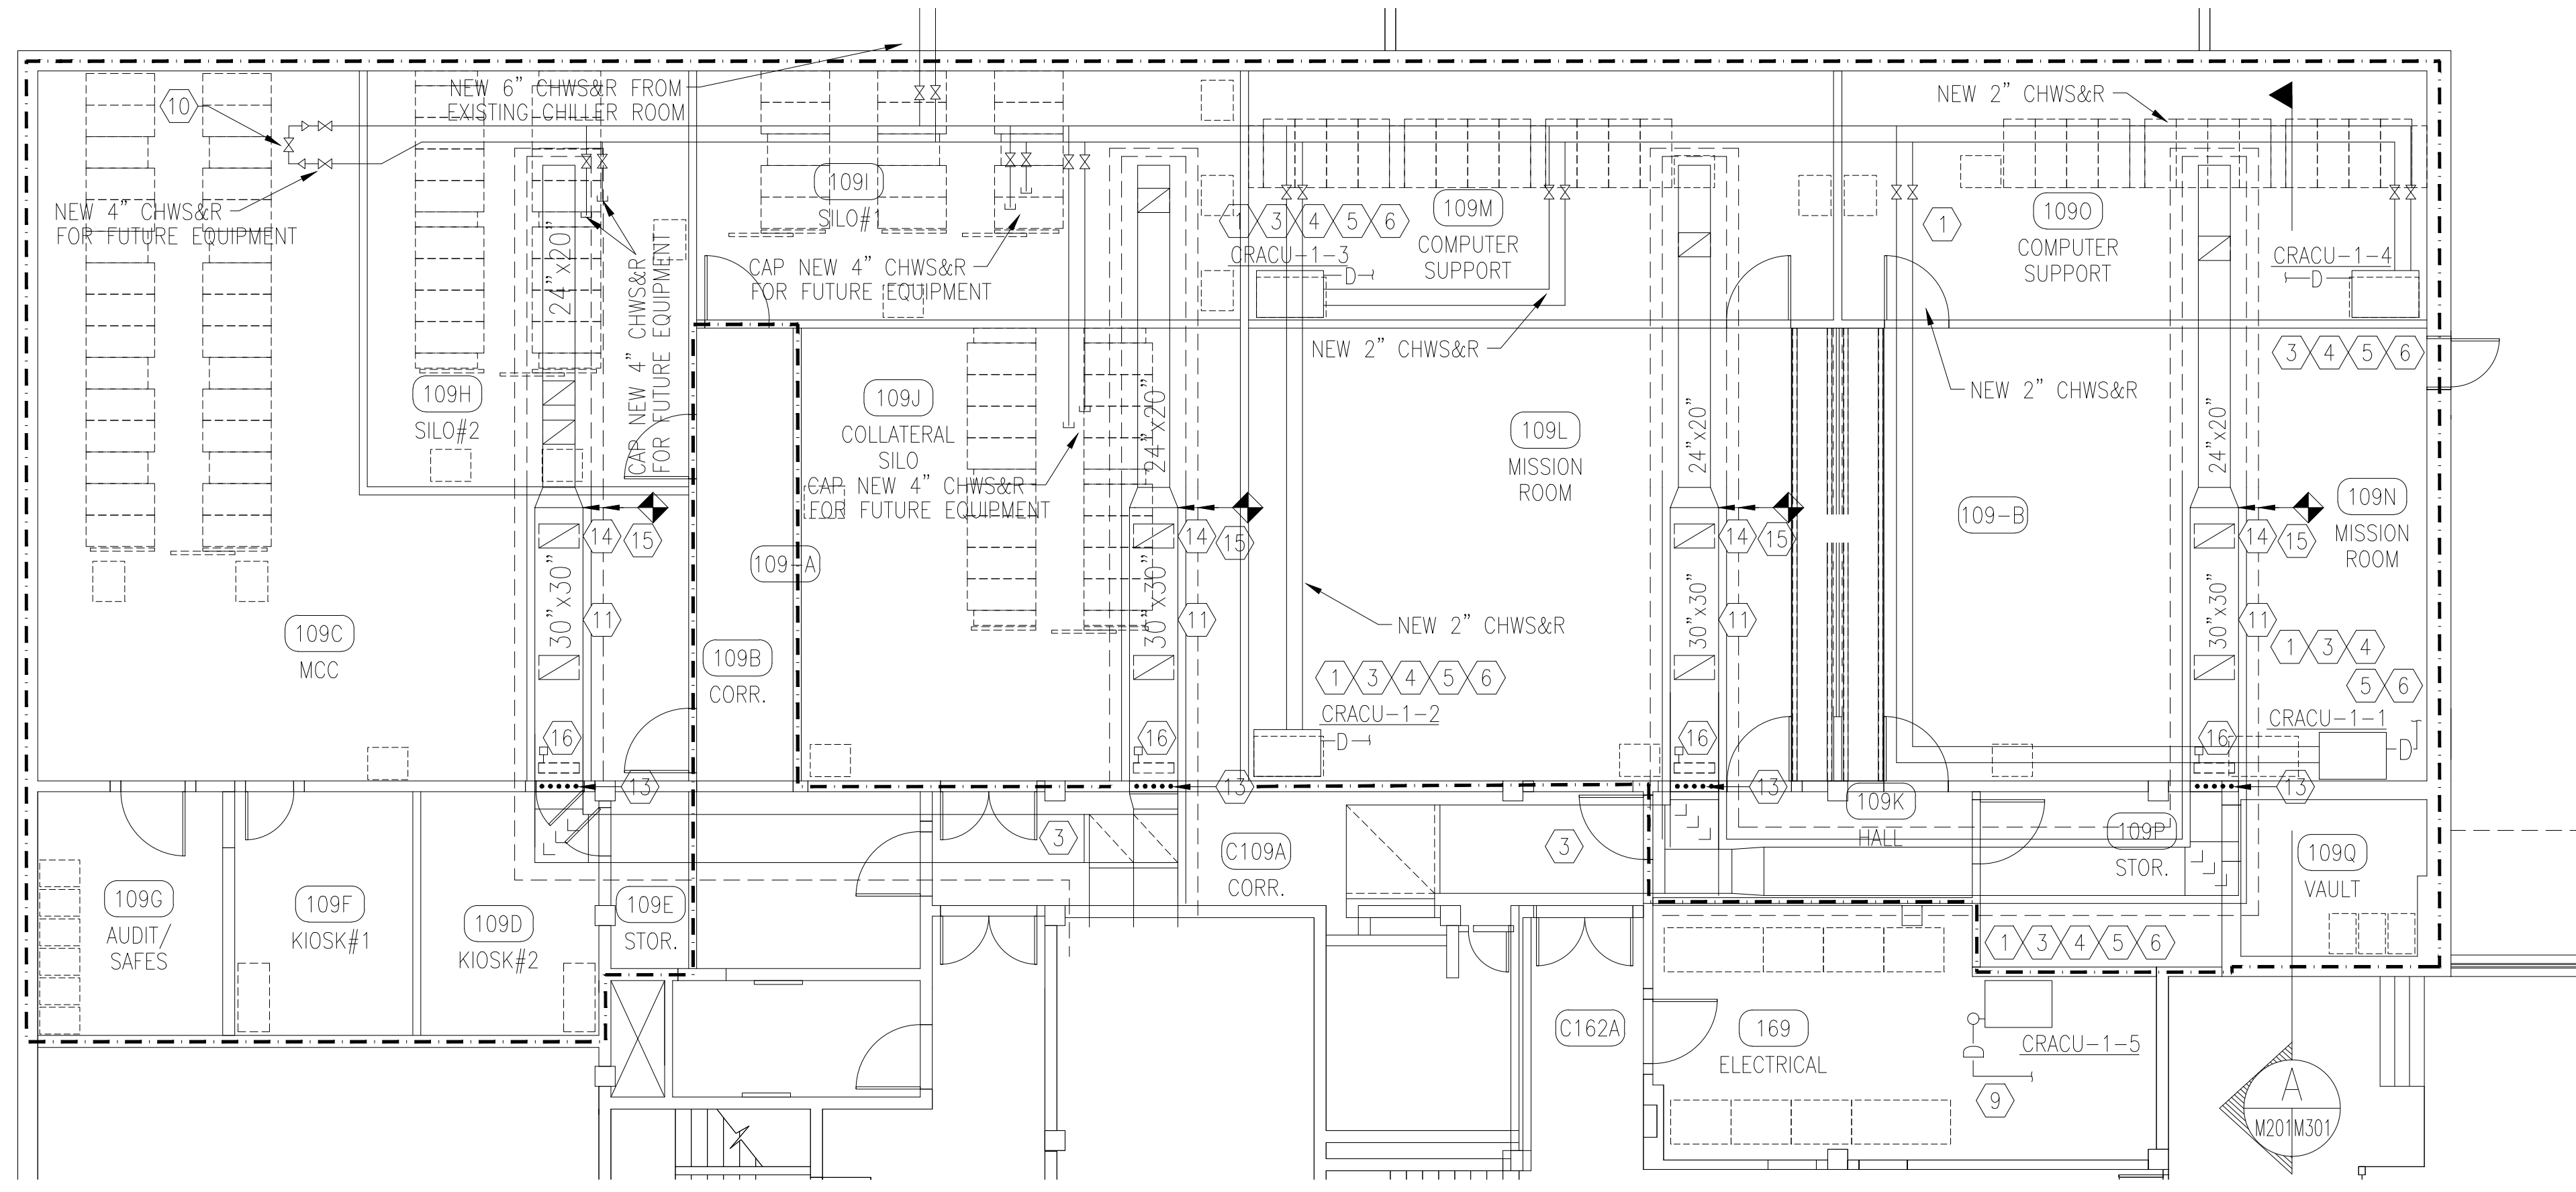 NEW 6" CHWS&R FROM
EXISTING CHILLER ROOM
NEW 2" CHWS&R
10
NEW 4" CHWS&R
FOR FUTURE EQUIPMENT
109I
SILO#1
1 3 4 5 6
109M
COMPUTER
SUPPORT
1
109O
COMPUTER
SUPPORT
CRACU-1-3
D
CRACU-1-4
D
CAP NEW 4" CHWS&R
FOR FUTURE EQUIPMENT
CAP NEW 4" CHWS&R
FOR FUTURE EQUIPMENT
24"x20"
NEW 2" CHWS&R
3 4 5 6
109H
SILO#2
109J
COLLATERAL
SILO
NEW 2" CHWS&R
24"x20"
24"x20"
24"x20"
109L
MISSION
ROOM
CAP NEW 4" CHWS&R
FOR FUTURE EQUIPMENT
109-B
109N
MISSION
ROOM
14 15
14 15
14 15
14 15
109-A
30"x30"
30"x30"
30"x30"
30"x30"
11
11
11
11
109C
MCC
109B
CORR.
NEW 2" CHWS&R
1 3 4
5 6
1 3 4 5 6
CRACU-1-2
D
CRACU-1-1
D
16
16
16
16
13
13
13
13
109K
HALL
109P
STOR.
3
C109A
CORR.
3
109Q
VAULT
109G
AUDIT/
SAFES
109F
KIOSK#1
109D
KIOSK#2
109E
STOR.
1 3 4 5 6
C162A
169
ELECTRICAL
D
CRACU-1-5
9
A
M201 M301